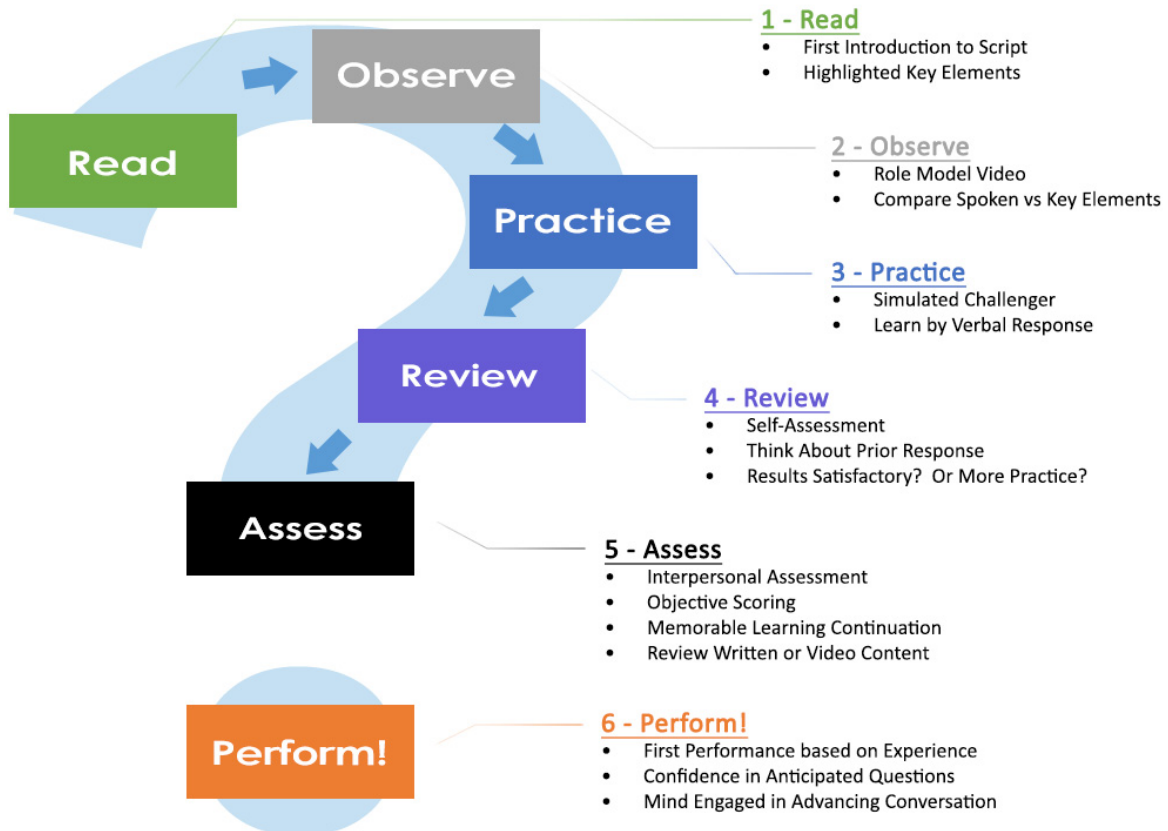 Read
Observe
Practice
Review
Assess
Perform!
1 - Read
• First Introduction to Script
• Highlighted Key Elements
2 - Observe
• Role Model Video
• Compare Spoken vs Key Elements
3 - Practice
• Simulated Challenger
• Learn by Verbal Response
4 - Review
• Self-Assessment
• Think About Prior Response
• Results Satisfactory?  Or More Practice?
5 - Assess
• Interpersonal Assessment
• Objective Scoring
• Memorable Learning Continuation
• Review Written or Video Content
6 - Perform!
• First Performance based on Experience
• Confidence in Anticipated Questions
• Mind Engaged in Advancing Conversation